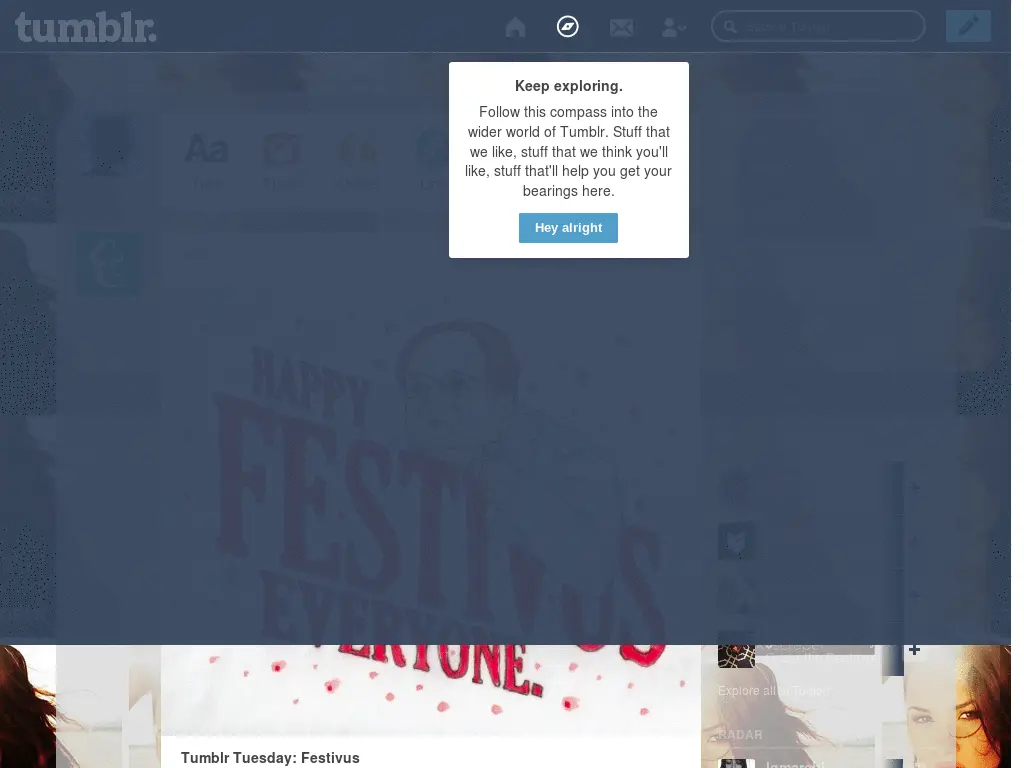 tumblr.
Search Tumblr
Keep exploring.
Follow this compass into the
wider world of Tumblr. Stuff that
we like, stuff that we think you'll
like, stuff that'll help you get your
bearings here.
Hey alright
Aa
Text
Photo
Quote
Link
HAPPY
FESTIVUS
EVERYONE.
Explore all of Tumblr
RADAR
Tumblr Tuesday: Festivus